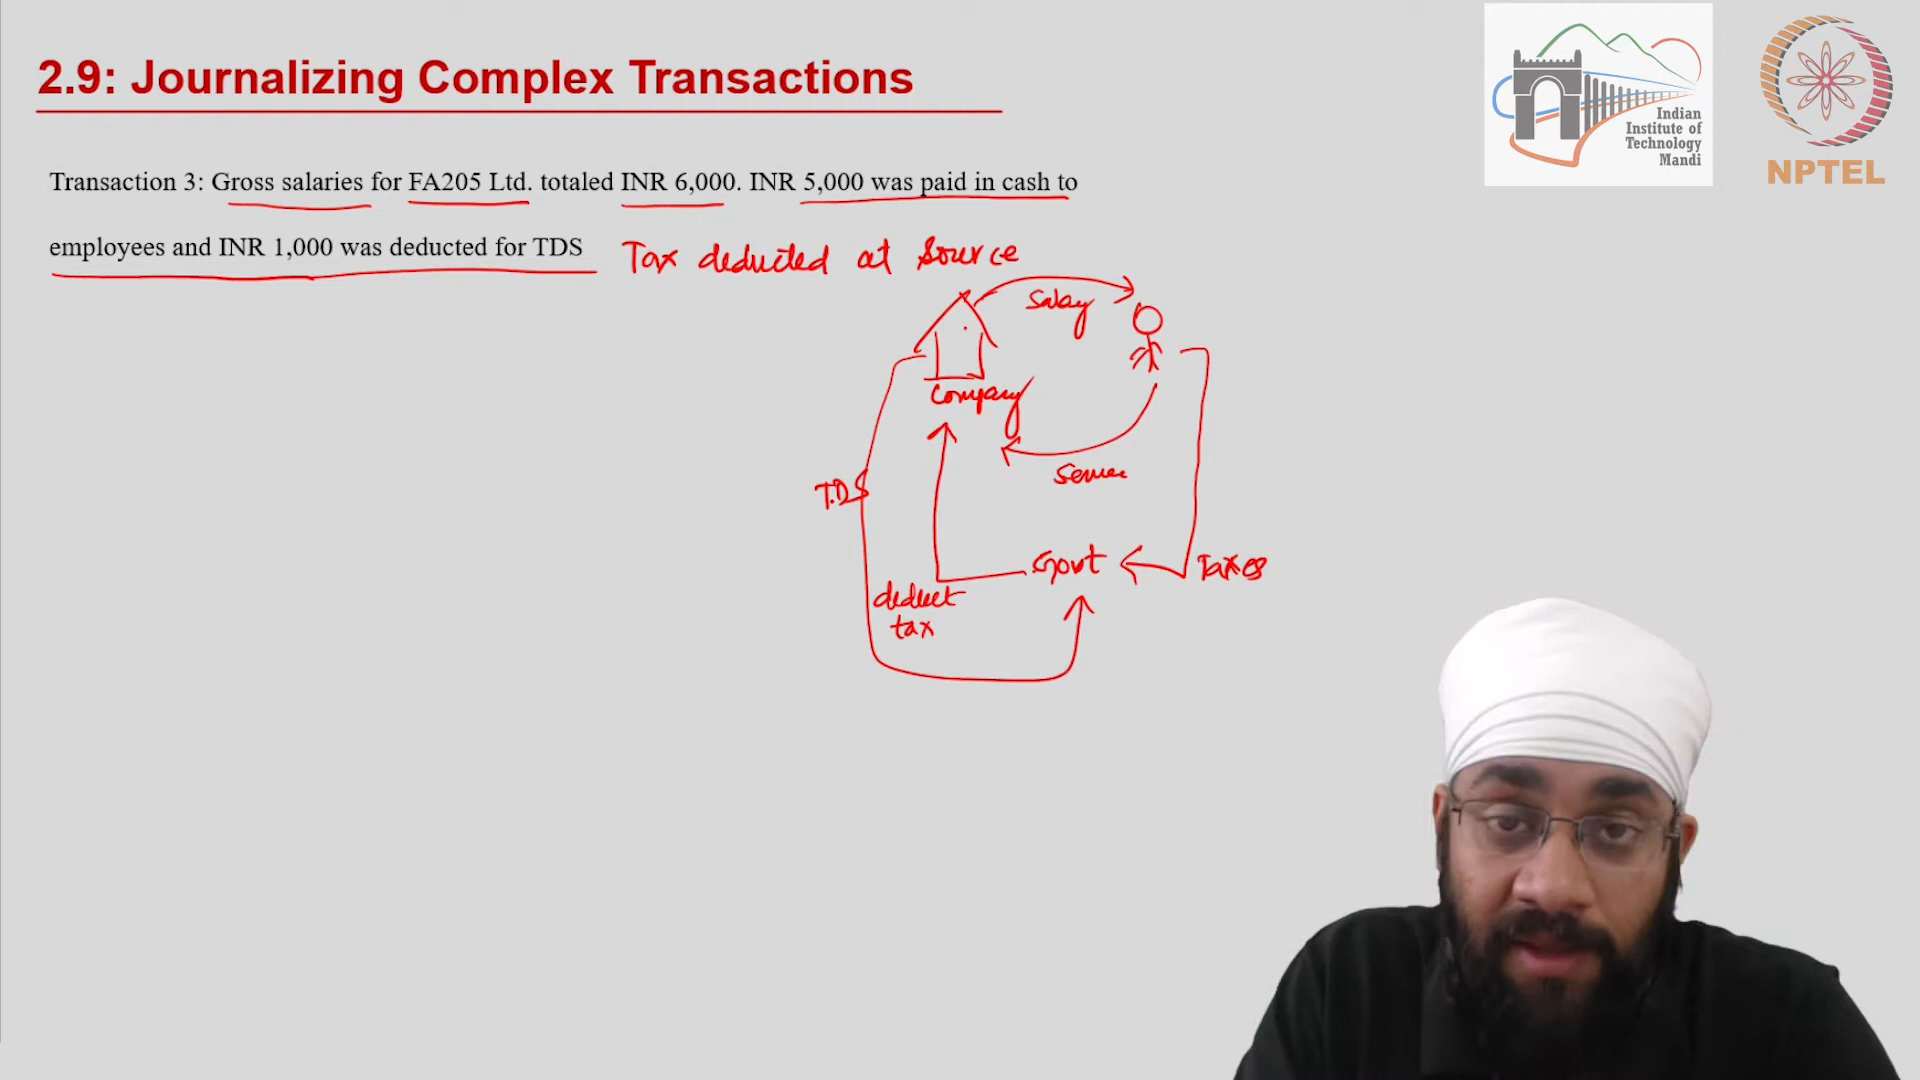 2.9: Journalizing Complex Transactions
Indian
Institute of
Technology
Mandi
NPTEL
Transaction 3: Gross salaries for FA205 Ltd. totaled INR 6,000. INR 5,000 was paid in cash to
employees and INR 1,000 was deducted for TDS
Tax deducted at Source
Salay
Company
TDS
Govt
Taxes
deduct
tax